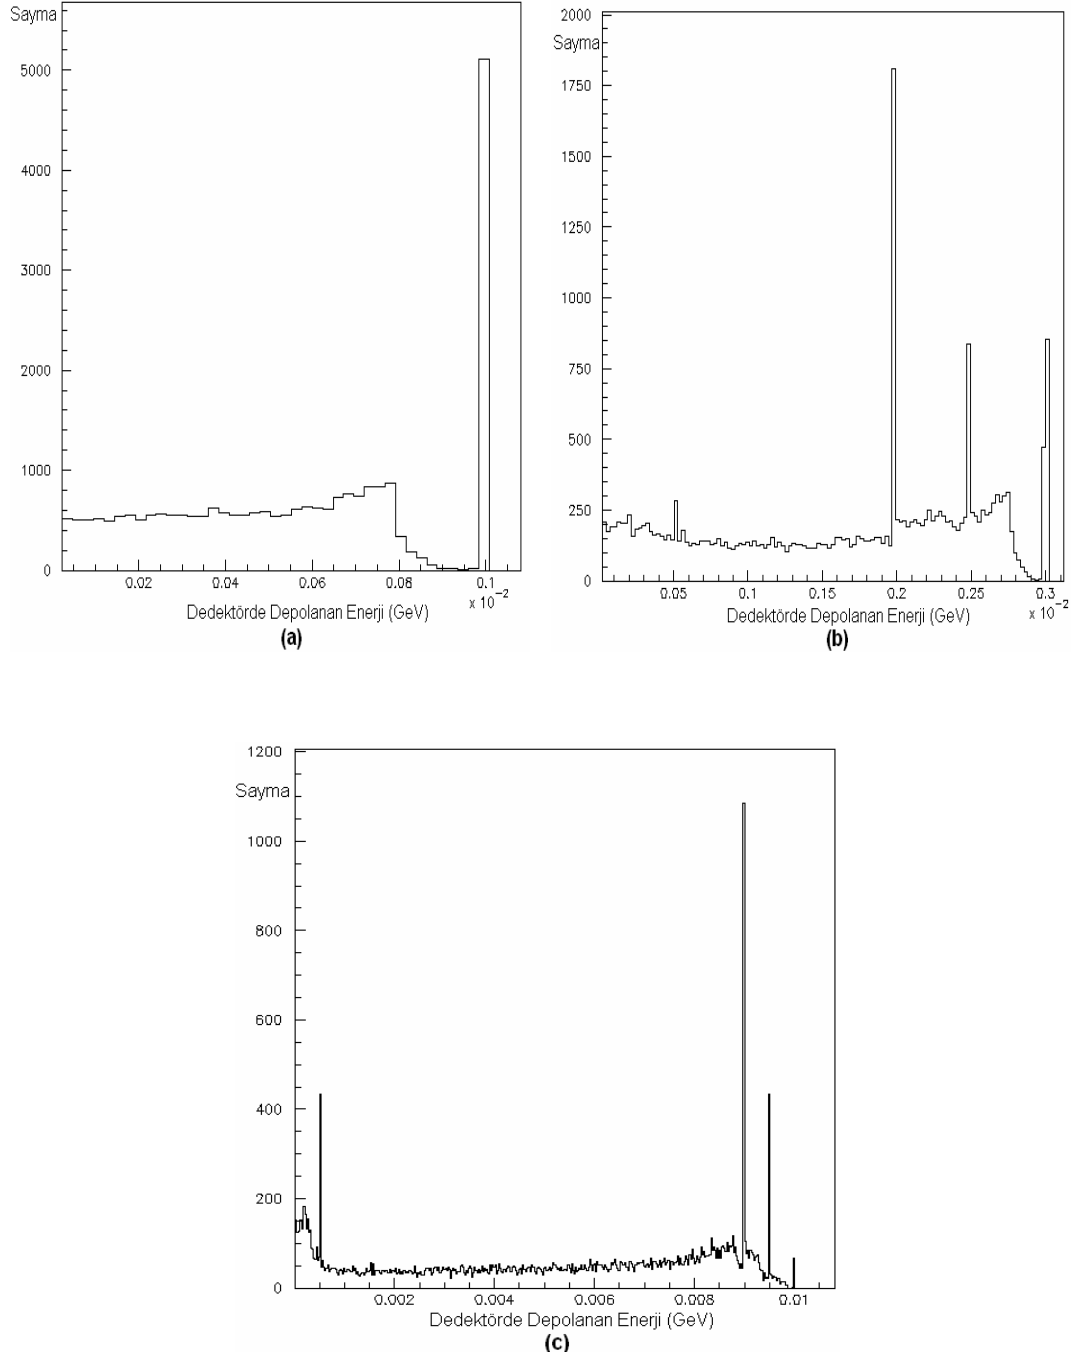 Sayma
5000
4000
3000
2000
1000
0
0.02 0.04 0.06 0.08 0.1
x 10⁻²
Dedektörde Depolanan Enerji (GeV)
(a)
2000
Sayma
1750
1500
1250
1000
750
500
250
0
0.05 0.1 0.15 0.2 0.25 0.3
x 10⁻²
Dedektörde Depolanan Enerji (GeV)
(b)
1200
Sayma
1000
800
600
400
200
0
0.002 0.004 0.006 0.008 0.01
Dedektörde Depolanan Enerji (GeV)
(c)